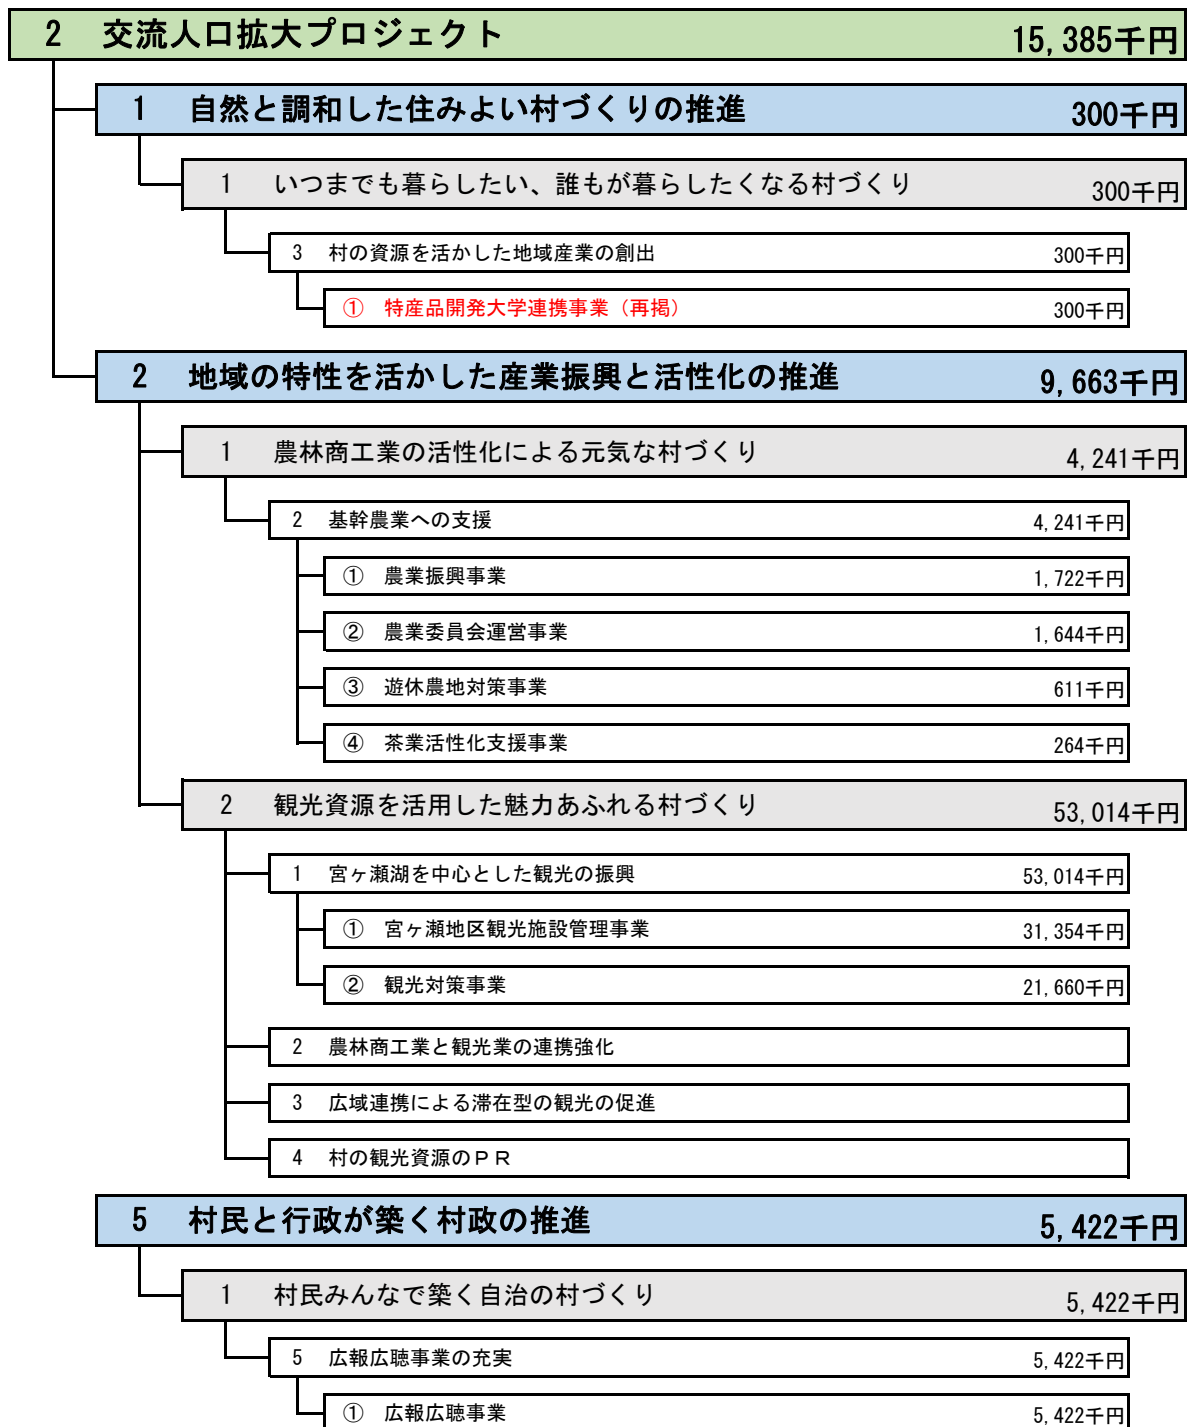 2 交流人口拡大プロジェクト 15,385千円
1 自然と調和した住みよい村づくりの推進 300千円
1 いつまでも暮らしたい、誰もが暮らしたくなる村づくり 300千円
3 村の資源を活かした地域産業の創出 300千円
① 特産品開発大学連携事業（再掲） 300千円
2 地域の特性を活かした産業振興と活性化の推進 9,663千円
1 農林商工業の活性化による元気な村づくり 4,241千円
2 基幹農業への支援 4,241千円
① 農業振興事業 1,722千円
② 農業委員会運営事業 1,644千円
③ 遊休農地対策事業 611千円
④ 茶業活性化支援事業 264千円
2 観光資源を活用した魅力あふれる村づくり 53,014千円
1 宮ヶ瀬湖を中心とした観光の振興 53,014千円
① 宮ヶ瀬地区観光施設管理事業 31,354千円
② 観光対策事業 21,660千円
2 農林商工業と観光業の連携強化
3 広域連携による滞在型の観光の促進
4 村の観光資源のＰＲ
5 村民と行政が築く村政の推進 5,422千円
1 村民みんなで築く自治の村づくり 5,422千円
5 広報広聴事業の充実 5,422千円
① 広報広聴事業 5,422千円